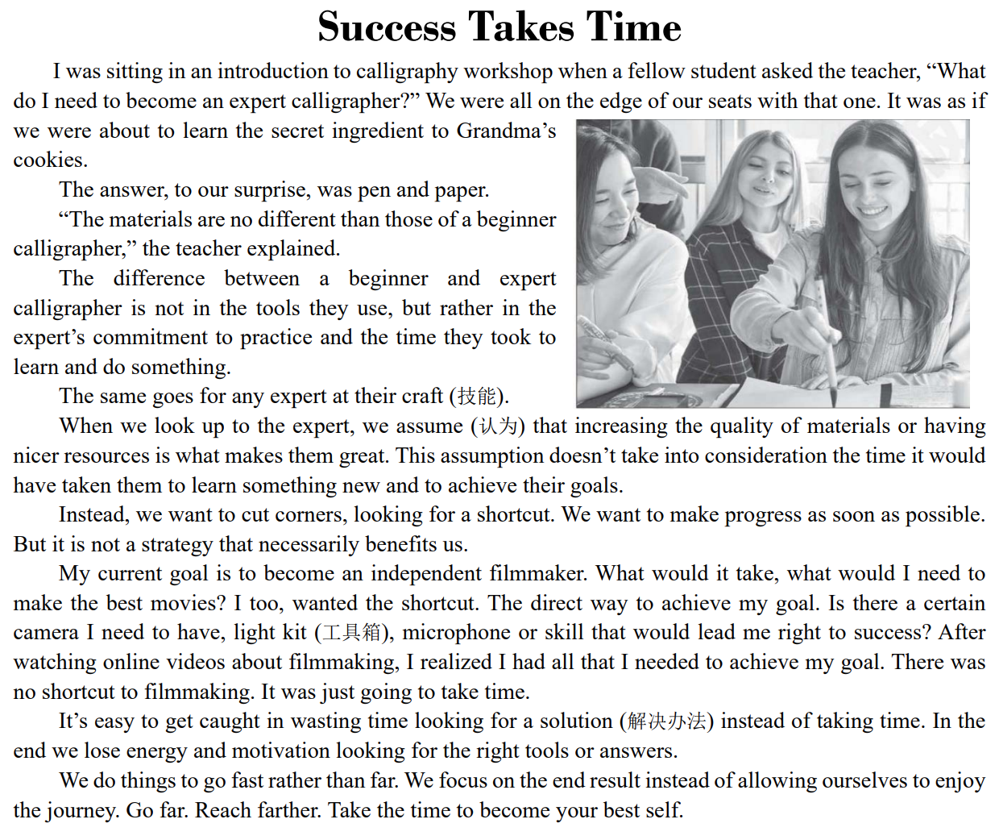 Success Takes Time
I was sitting in an introduction to calligraphy workshop when a fellow student asked the teacher, “What
do I need to become an expert calligrapher?” We were all on the edge of our seats with that one. It was as if
we were about to learn the secret ingredient to Grandma’s
cookies.
The answer, to our surprise, was pen and paper.
“The materials are no different than those of a beginner
calligrapher,” the teacher explained.
The difference between a beginner and expert
calligrapher is not in the tools they use, but rather in the
expert’s commitment to practice and the time they took to
learn and do something.
The same goes for any expert at their craft (技能).
When we look up to the expert, we assume (认为) that increasing the quality of materials or having
nicer resources is what makes them great. This assumption doesn’t take into consideration the time it would
have taken them to learn something new and to achieve their goals.
Instead, we want to cut corners, looking for a shortcut. We want to make progress as soon as possible.
But it is not a strategy that necessarily benefits us.
My current goal is to become an independent filmmaker. What would it take, what would I need to
make the best movies? I too, wanted the shortcut. The direct way to achieve my goal. Is there a certain
camera I need to have, light kit (工具箱), microphone or skill that would lead me right to success? After
watching online videos about filmmaking, I realized I had all that I needed to achieve my goal. There was
no shortcut to filmmaking. It was just going to take time.
It’s easy to get caught in wasting time looking for a solution (解决办法) instead of taking time. In the
end we lose energy and motivation looking for the right tools or answers.
We do things to go fast rather than far. We focus on the end result instead of allowing ourselves to enjoy
the journey. Go far. Reach farther. Take the time to become your best self.